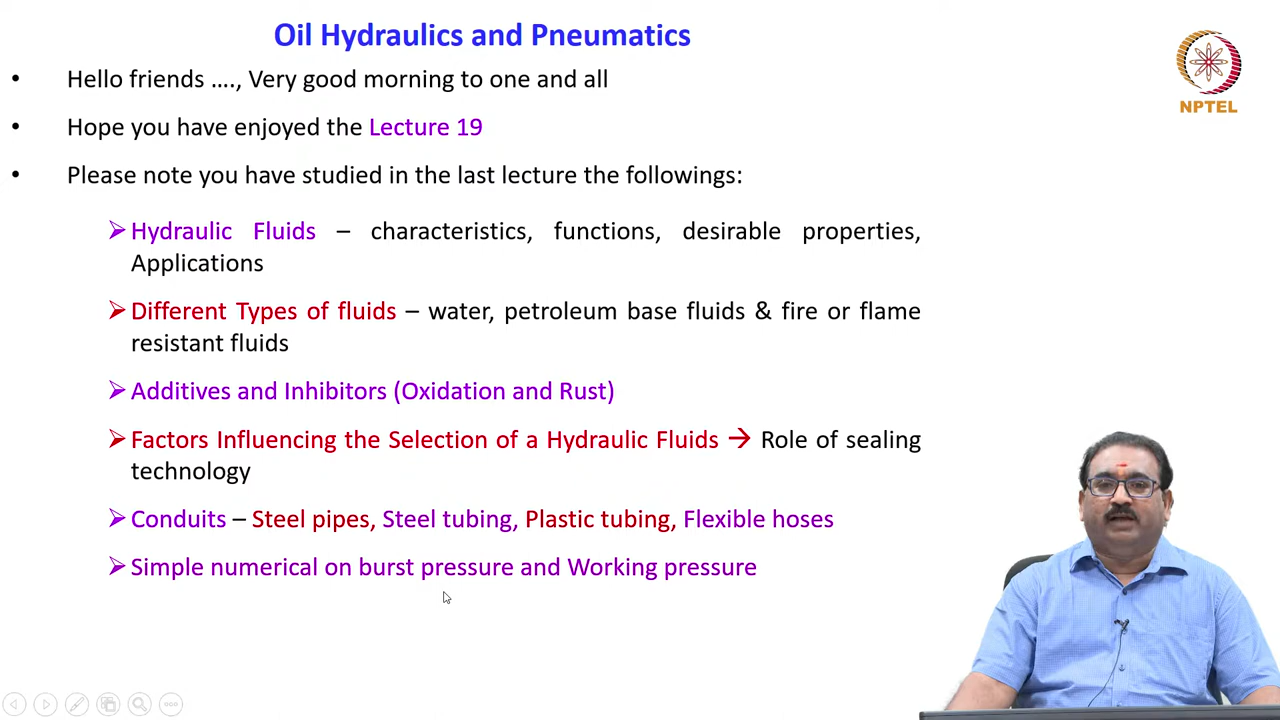 Oil Hydraulics and Pneumatics
NPTEL
• Hello friends …., Very good morning to one and all
• Hope you have enjoyed the Lecture 19
• Please note you have studied in the last lecture the followings:
➢ Hydraulic Fluids – characteristics, functions, desirable properties,
Applications
➢ Different Types of fluids – water, petroleum base fluids & fire or flame
resistant fluids
➢ Additives and Inhibitors (Oxidation and Rust)
➢ Factors Influencing the Selection of a Hydraulic Fluids → Role of sealing
technology
➢ Conduits – Steel pipes, Steel tubing, Plastic tubing, Flexible hoses
➢ Simple numerical on burst pressure and Working pressure